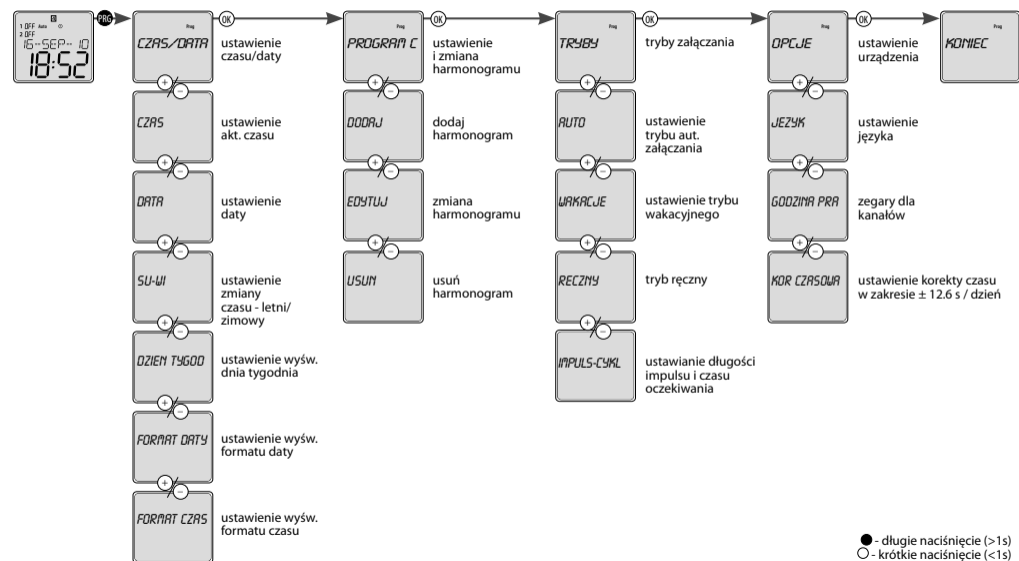 1 OFF Auto
2 OFF
16-SEP-10
18:52
PRG
Prog
CZAS/DATA
OK
ustawienie
czasu/daty
+ / -
CZAS
ustawienie
akt. czasu
+ / -
DATA
ustawienie
daty
+ / -
SU-WI
ustawienie
zmiany
czasu - letni/
zimowy
+ / -
DZIEN TYGOD
ustawienie wyśw.
dnia tygodnia
+ / -
FORMAT DATY
ustawienie wyśw.
formatu daty
+ / -
FORMAT CZAS
ustawienie wyśw.
formatu czasu
Prog
PROGRAM C
OK
ustawienie
i zmiana
harmonogramu
+ / -
DODAJ
dodaj
harmonogram
+ / -
EDYTUJ
zmiana
harmonogramu
+ / -
USUN
usuń
harmonogram
Prog
TRYBY
OK
tryby załączania
+ / -
AUTO
ustawienie
trybu aut.
załączania
+ / -
WAKACJE
ustawienie trybu
wakacyjnego
+ / -
RECZNY
tryb ręczny
+ / -
IMPULS-CYKL
ustawianie długości
impulsu i czasu
oczekiwania
Prog
OPCJE
OK
ustawienie
urządzenia
+ / -
JEZYK
ustawienie
języka
+ / -
GODZINA PRA
zegary dla
kanałów
+ / -
KOR CZASOWA
ustawienie korekty czasu
w zakresie ± 12.6 s / dzień
Prog
KONIEC
- długie naciśnięcie (>1s)
- krótkie naciśnięcie (<1s)